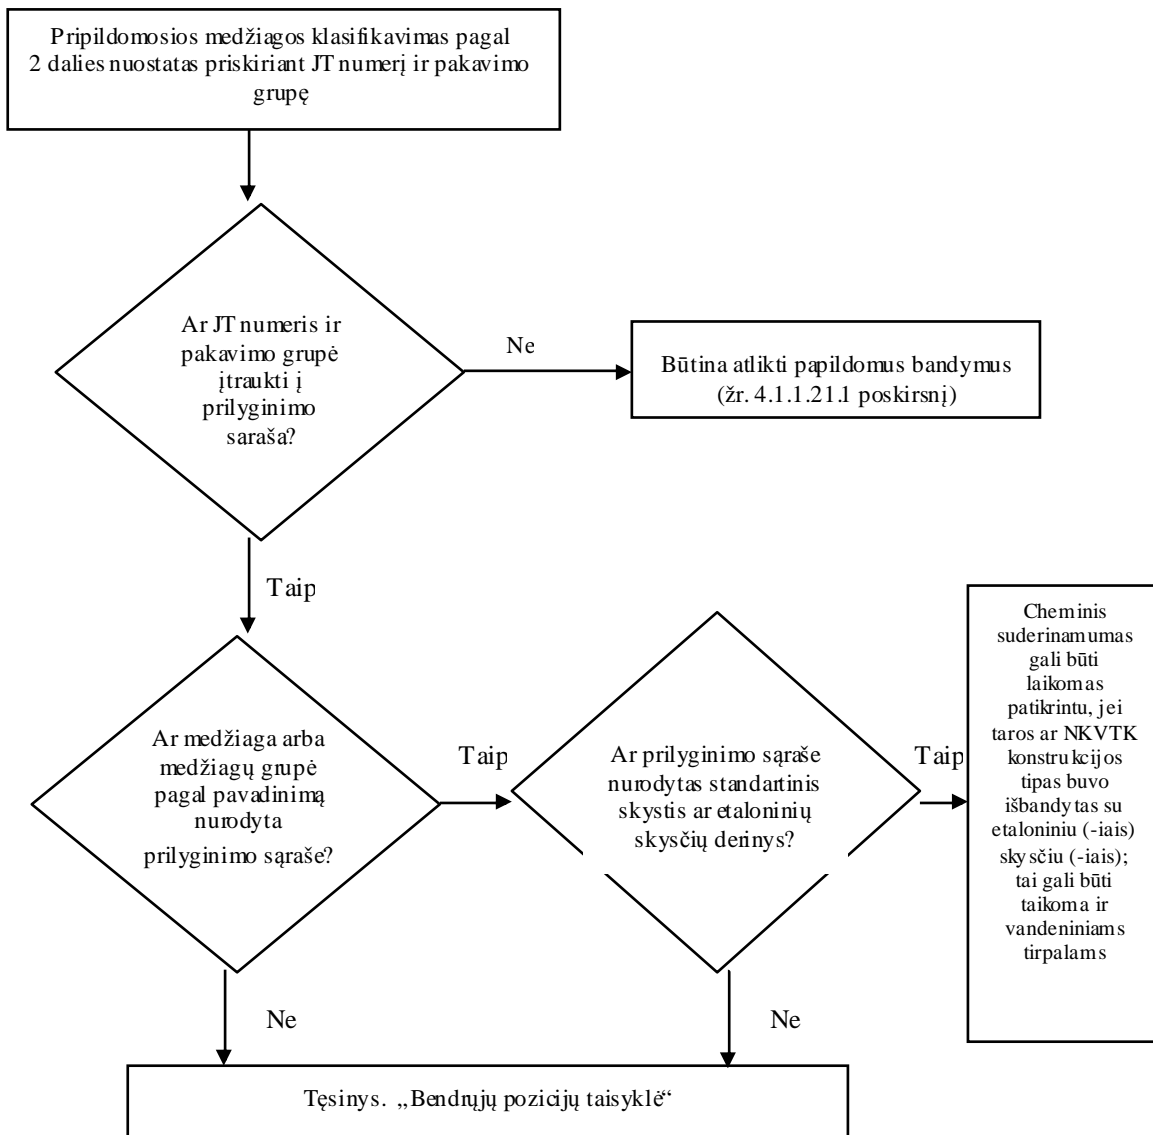 Pripildomosios medžiagos klasifikavimas pagal
2 dalies nuostatas priskiriant JT numerį ir pakavimo
grupę
Ar JT numeris ir
pakavimo grupė
įtraukti į
prilyginimo
saraša?
Ne
Būtina atlikti papildomus bandymus
(žr. 4.1.1.21.1 poskirsnį)
Taip
Ar medžiaga arba
medžiagų grupė
pagal pavadinimą
nurodyta
prilyginimo sąraše?
Taip
Ar prilyginimo sąraše
nurodytas standartinis
skystis ar etaloninių
skysčių derinys?
Taip
Cheminis
suderinamumas
gali būti
laikomas
patikrintu, jei
taros ar NKVTK
konstrukcijos
tipas buvo
išbandytas su
etaloniniu (-iais)
skysčiu (-iais);
tai gali būti
taikoma ir
vandeniniams
tirpalams
Ne
Ne
Tęsinys. „Bendrųjų pozicijų taisyklė“